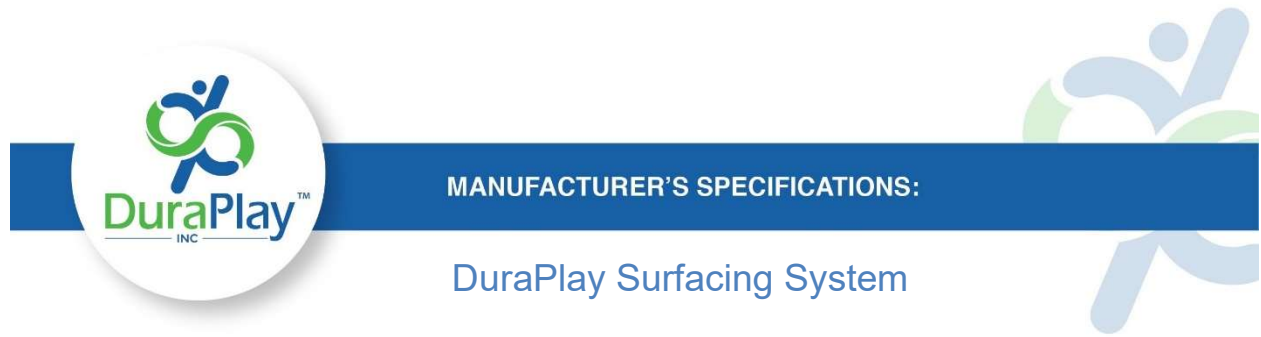 DuraPlay™
INC
MANUFACTURER'S SPECIFICATIONS:
DuraPlay Surfacing System